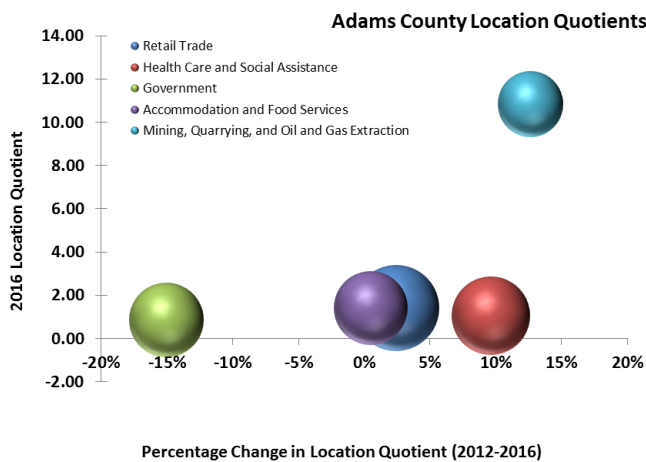 Adams County Location Quotients
14.00
12.00
10.00
8.00
6.00
4.00
2.00
0.00
-2.00
2016 Location Quotient
Retail Trade
Health Care and Social Assistance
Government
Accommodation and Food Services
Mining, Quarrying, and Oil and Gas Extraction
-20% -15% -10% -5% 0% 5% 10% 15% 20%
Percentage Change in Location Quotient (2012-2016)